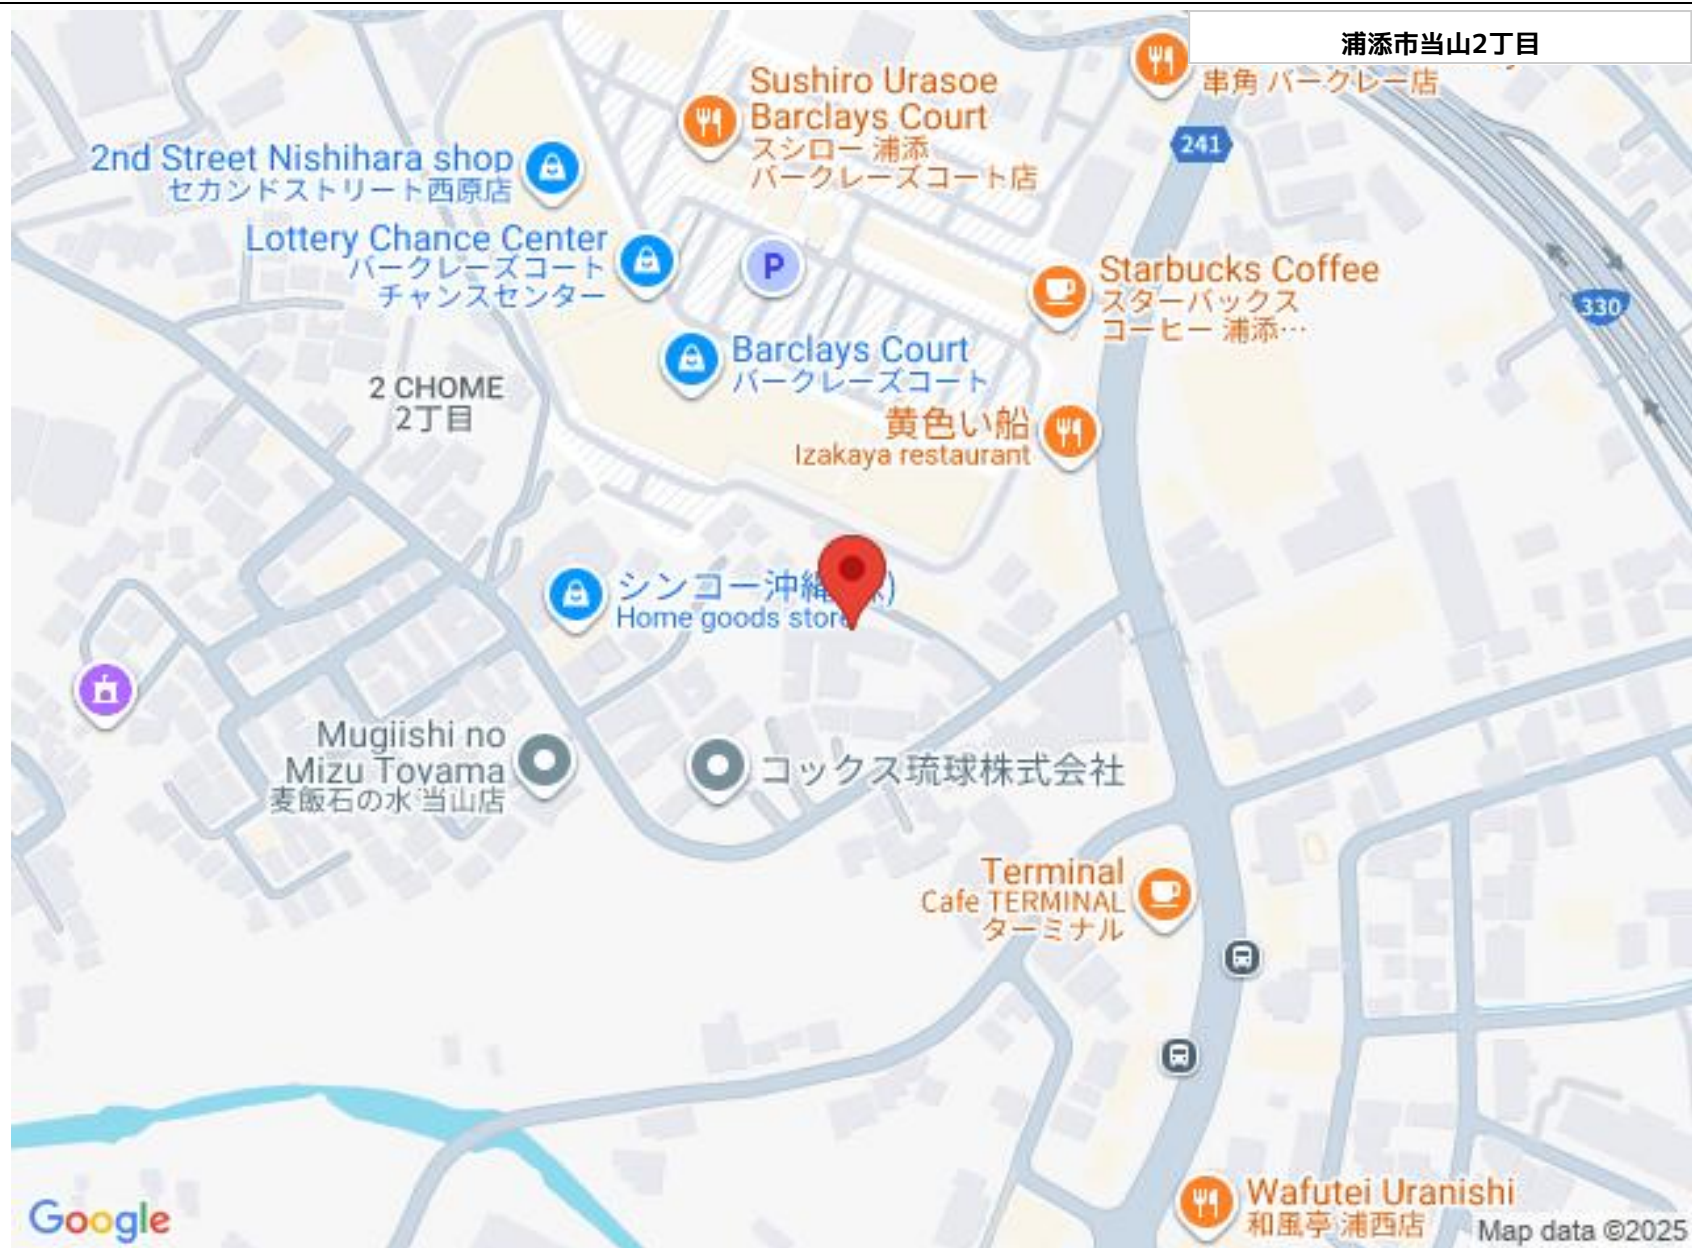 浦添市当山2丁目
串角 バークレー店
Sushiro Urasoe
Barclays Court
スシロー 浦添
バークレーズコート店
241
2nd Street Nishihara shop
セカンドストリート西原店
Lottery Chance Center
バークレーズコート
チャンスセンター
P
Starbucks Coffee
スターバックス
コーヒー 浦添…
330
Barclays Court
バークレーズコート
2 CHOME
2丁目
黄色い船
Izakaya restaurant
シンコー沖縄
Home goods store
Mugiishi no
Mizu Toyama
麦飯石の水 当山店
コックス琉球株式会社
Terminal
Cafe TERMINAL
ターミナル
Wafutei Uranishi
和風亭 浦西店
Google
Map data ©2025